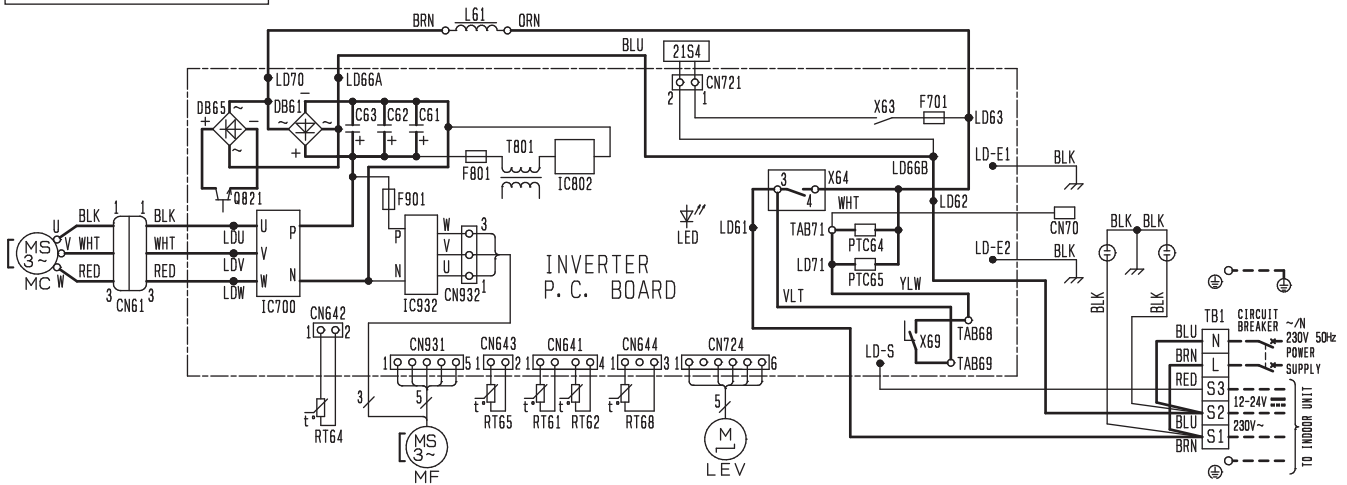 BRN L61 ORN
BLU
21S4
LD70 LD66A
CN721
2 1
DB65 ~ ~ DB61 −
+ − ~ ~
~ +
C63 C62 C61
+ + +
X63 F701
LD63
T801
F801
IC802
Q821
F901
LD66B
LD-E1 BLK
3 X64
4
LD62
WHT
LED
LD61
TAB71
PTC64
LD71
PTC65
CN70
LD-E2 BLK
YLW
VLT
U BLK 1 1 BLK LDU U P
MS 3~ V WHT WHT LDV V
MC W RED 3 3 RED LDW W N
CN61
IC700
P W 3
V
N U 1
IC932 CN932
INVERTER
P. C. BOARD
X69
TAB68
TAB69
LD-S
CN642
1 2
CN931
1 5
CN643
1 2
CN641
1 4
CN644
1 3
CN724
1 6
3 5 5
t° RT64
t° RT65
t° RT61
t° RT62
t° RT68
MS 3~
MF
M
LEV
BLK BLK
BLK BLK
TB1
CIRCUIT BREAKER
~/N
230V 50Hz
POWER
SUPPLY
BLU N
BRN L
RED S3
12-24V
S2
BLU 230V~
S1
BRN
TO INDOOR UNIT